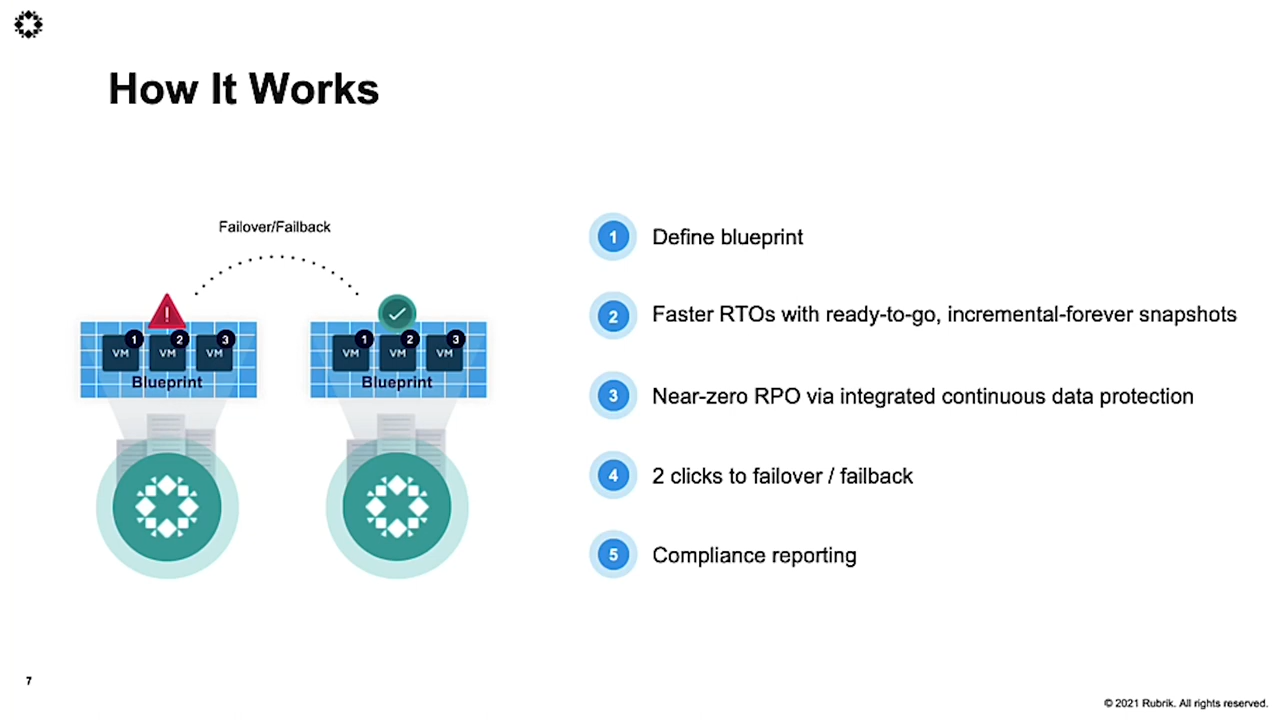 How It Works
Failover/Failback
1 2 3
VM VM VM
Blueprint
1 2 3
VM VM VM
Blueprint
1 Define blueprint
2 Faster RTOs with ready-to-go, incremental-forever snapshots
3 Near-zero RPO via integrated continuous data protection
4 2 clicks to failover / failback
5 Compliance reporting
7
© 2021 Rubrik. All rights reserved.